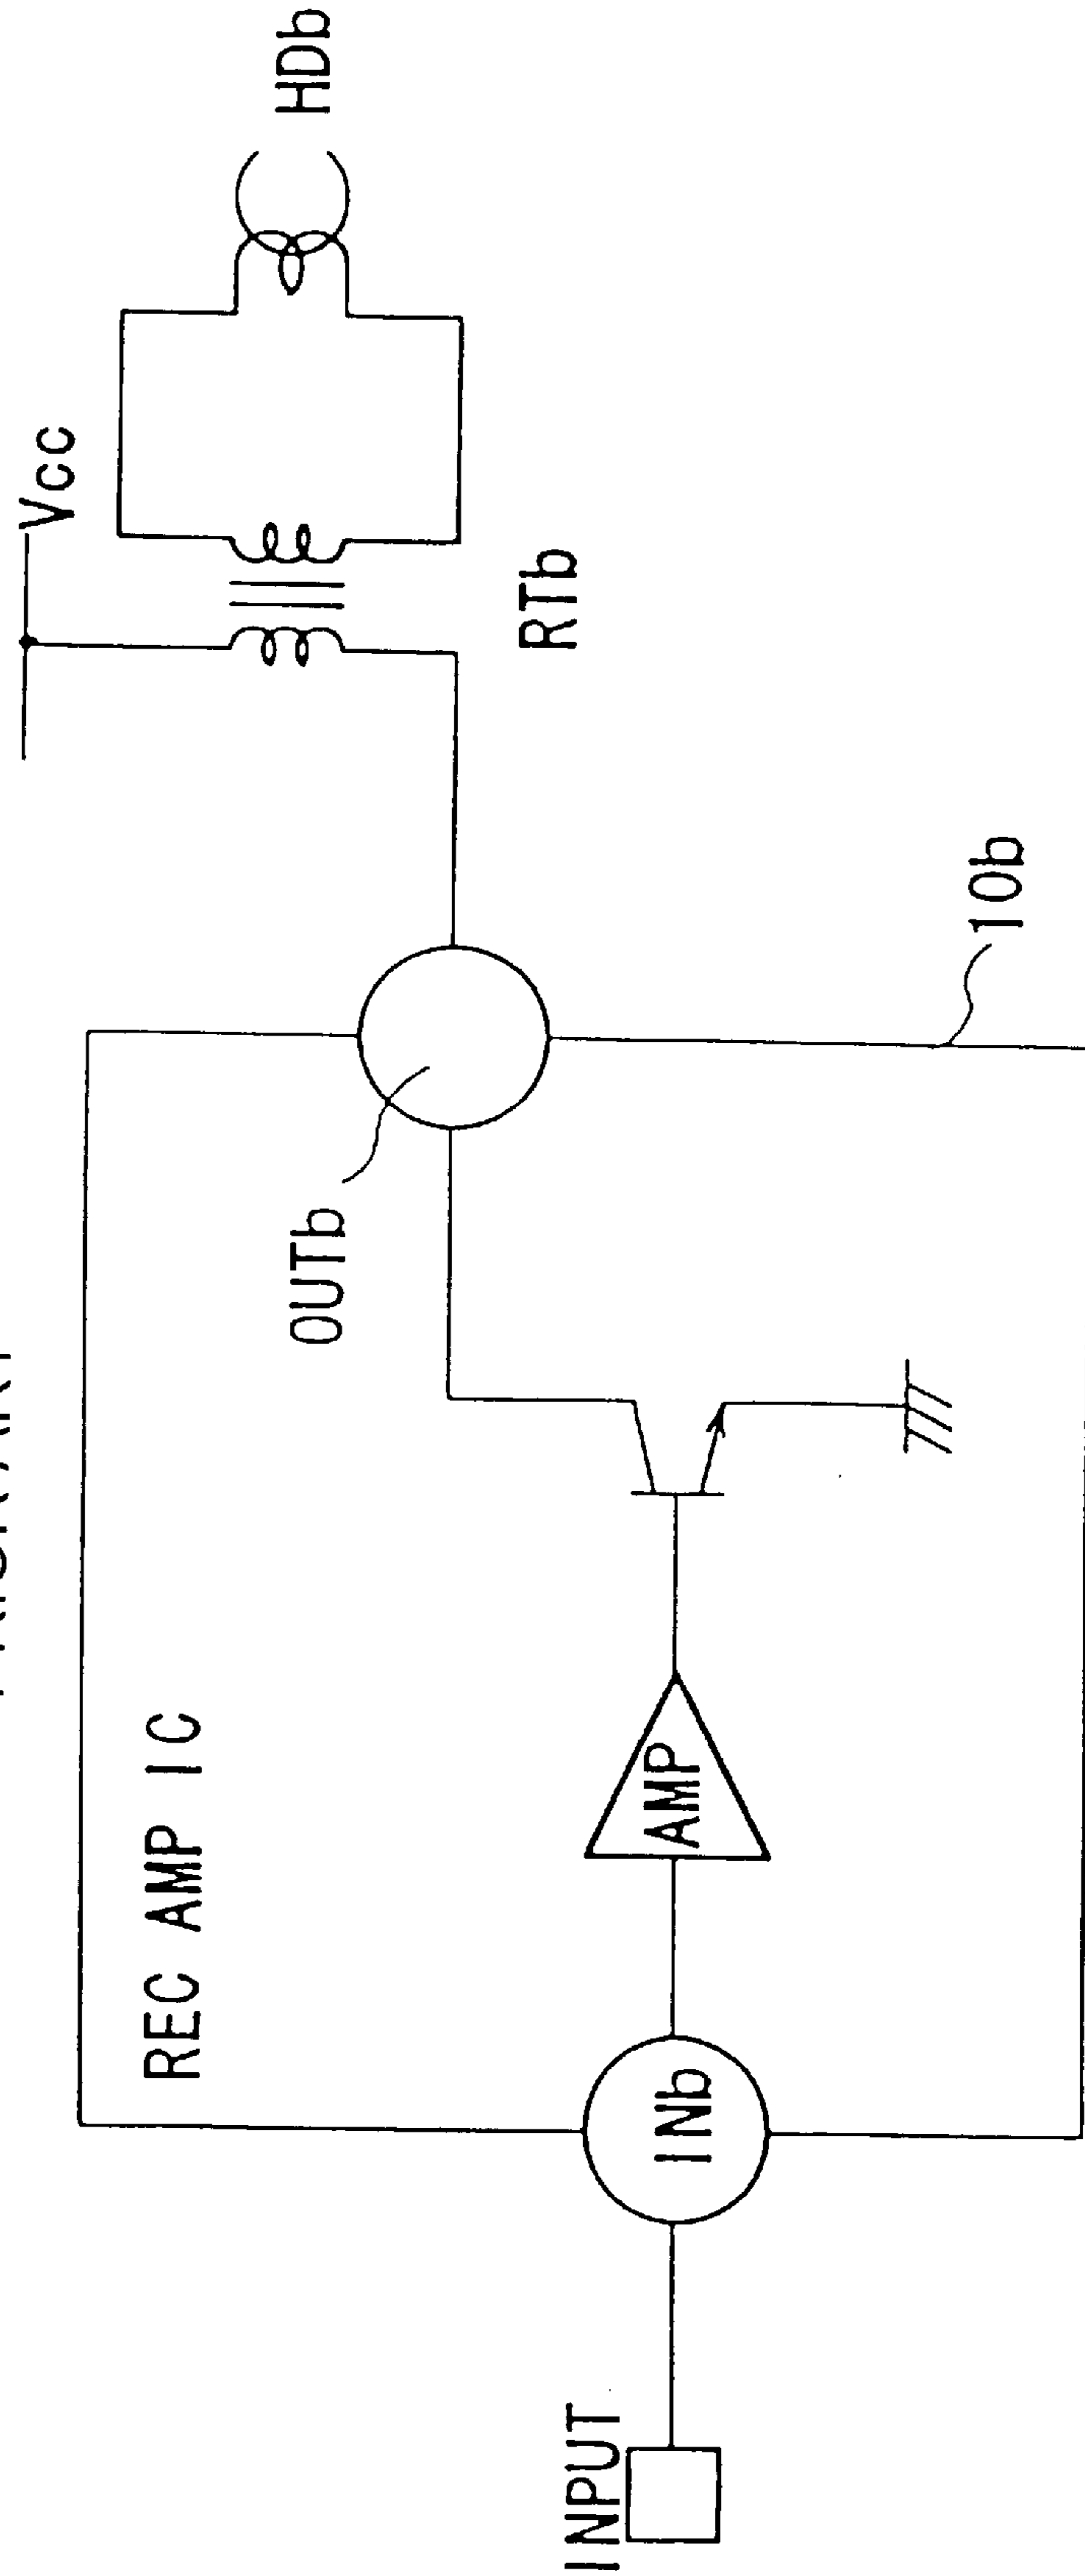 REC AMP IC
INPUT
INb
AMP
OUTb
10b
Vcc
RTb
HDb